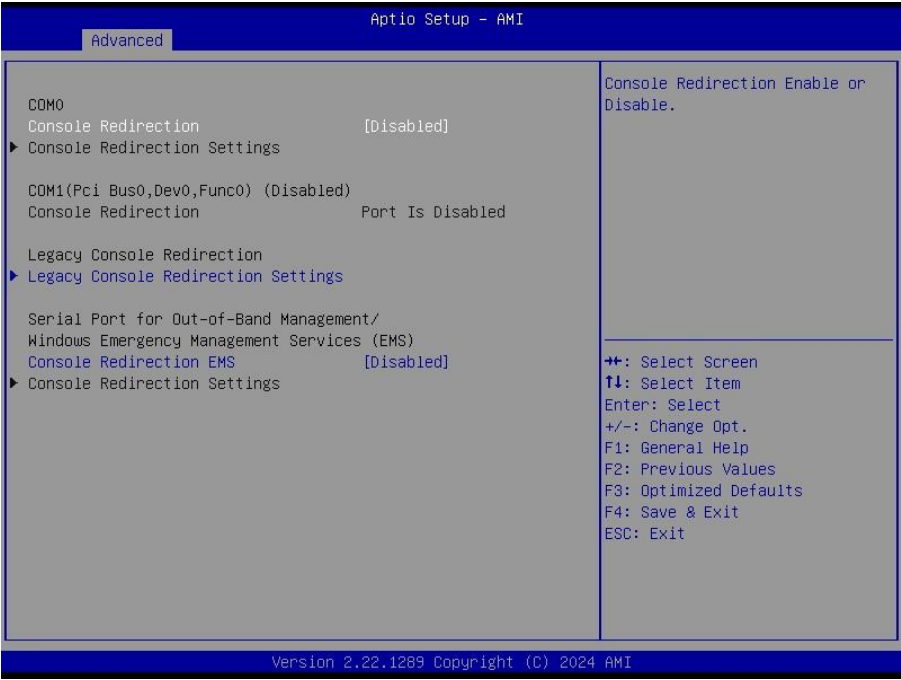 Aptio Setup – AMI
Advanced
COM0
Console Redirection [Disabled]
Console Redirection Settings
COM1(Pci Bus0,Dev0,Func0) (Disabled)
Console Redirection Port Is Disabled
Legacy Console Redirection
Legacy Console Redirection Settings
Serial Port for Out-of-Band Management/
Windows Emergency Management Services (EMS)
Console Redirection EMS [Disabled]
Console Redirection Settings
Console Redirection Enable or
Disable.
→←: Select Screen
↑↓: Select Item
Enter: Select
+/-: Change Opt.
F1: General Help
F2: Previous Values
F3: Optimized Defaults
F4: Save & Exit
ESC: Exit
Version 2.22.1289 Copyright (C) 2024 AMI